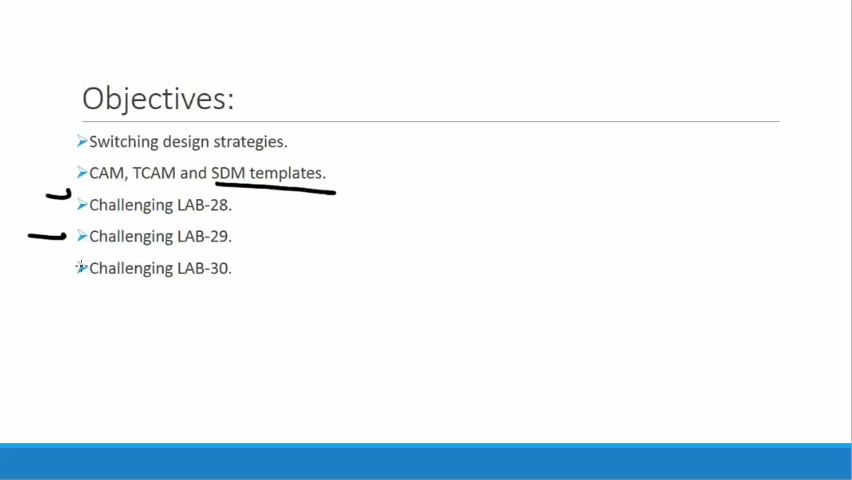 Objectives:
Switching design strategies.
CAM, TCAM and SDM templates.
Challenging LAB-28.
Challenging LAB-29.
Challenging LAB-30.